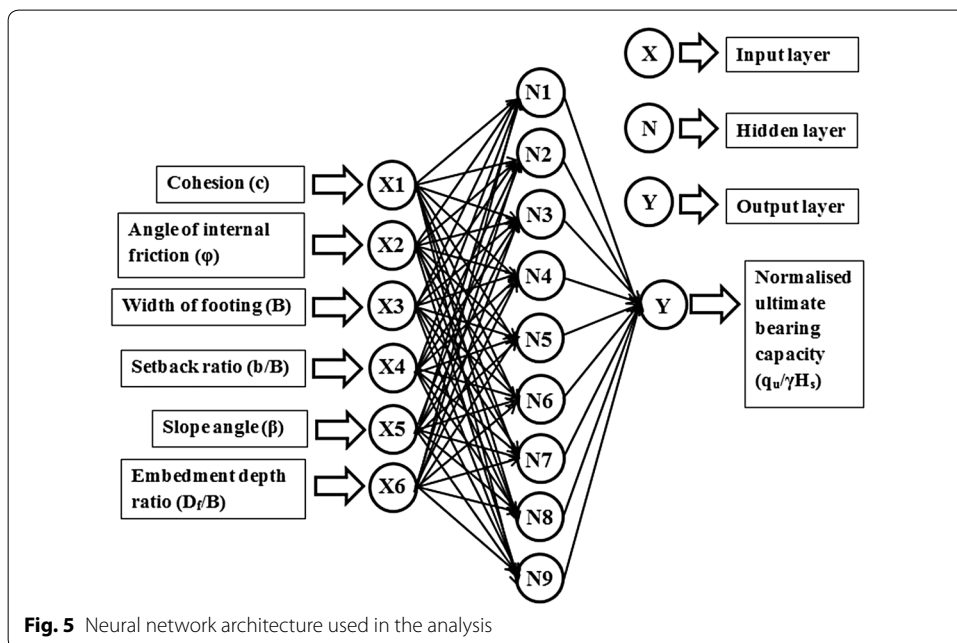 Cohesion (c)
Angle of internal
friction (φ)
Width of footing (B)
Setback ratio (b/B)
Slope angle (β)
Embedment depth
ratio (Df/B)
X1
X2
X3
X4
X5
X6
N1
N2
N3
N4
N5
N6
N7
N8
N9
Y
Normalised
ultimate
bearing
capacity
(qu/γHs)
X
Input layer
N
Hidden layer
Y
Output layer
Fig. 5 Neural network architecture used in the analysis